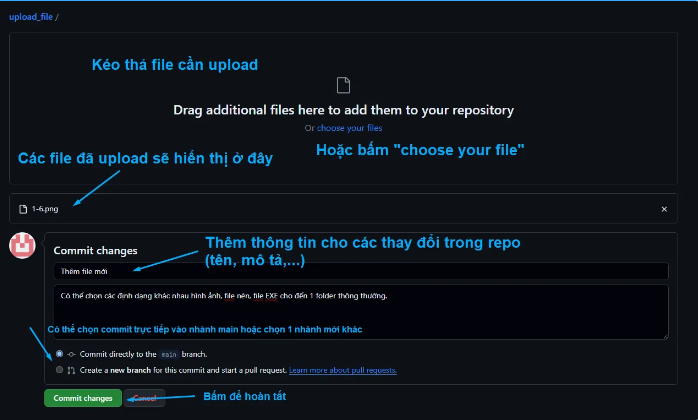 upload_file /
Kéo thả file cần upload
Drag additional files here to add them to your repository
Or choose your files
Hoặc bấm "choose your file"
Các file đã upload sẽ hiển thị ở đây
1-6.png
Commit changes
Thêm thông tin cho các thay đổi trong repo
(tên, mô tả,...)
Thêm file mới
Có thể chọn các định dạng khác nhau hình ảnh, file nén, file EXE cho đến 1 folder thông thường.
Có thể chọn commit trực tiếp vào nhánh main hoặc chọn 1 nhánh mới khác
Commit directly to the main branch.
Create a new branch for this commit and start a pull request. Learn more about pull requests.
Commit changes
Cancel
Bấm để hoàn tất